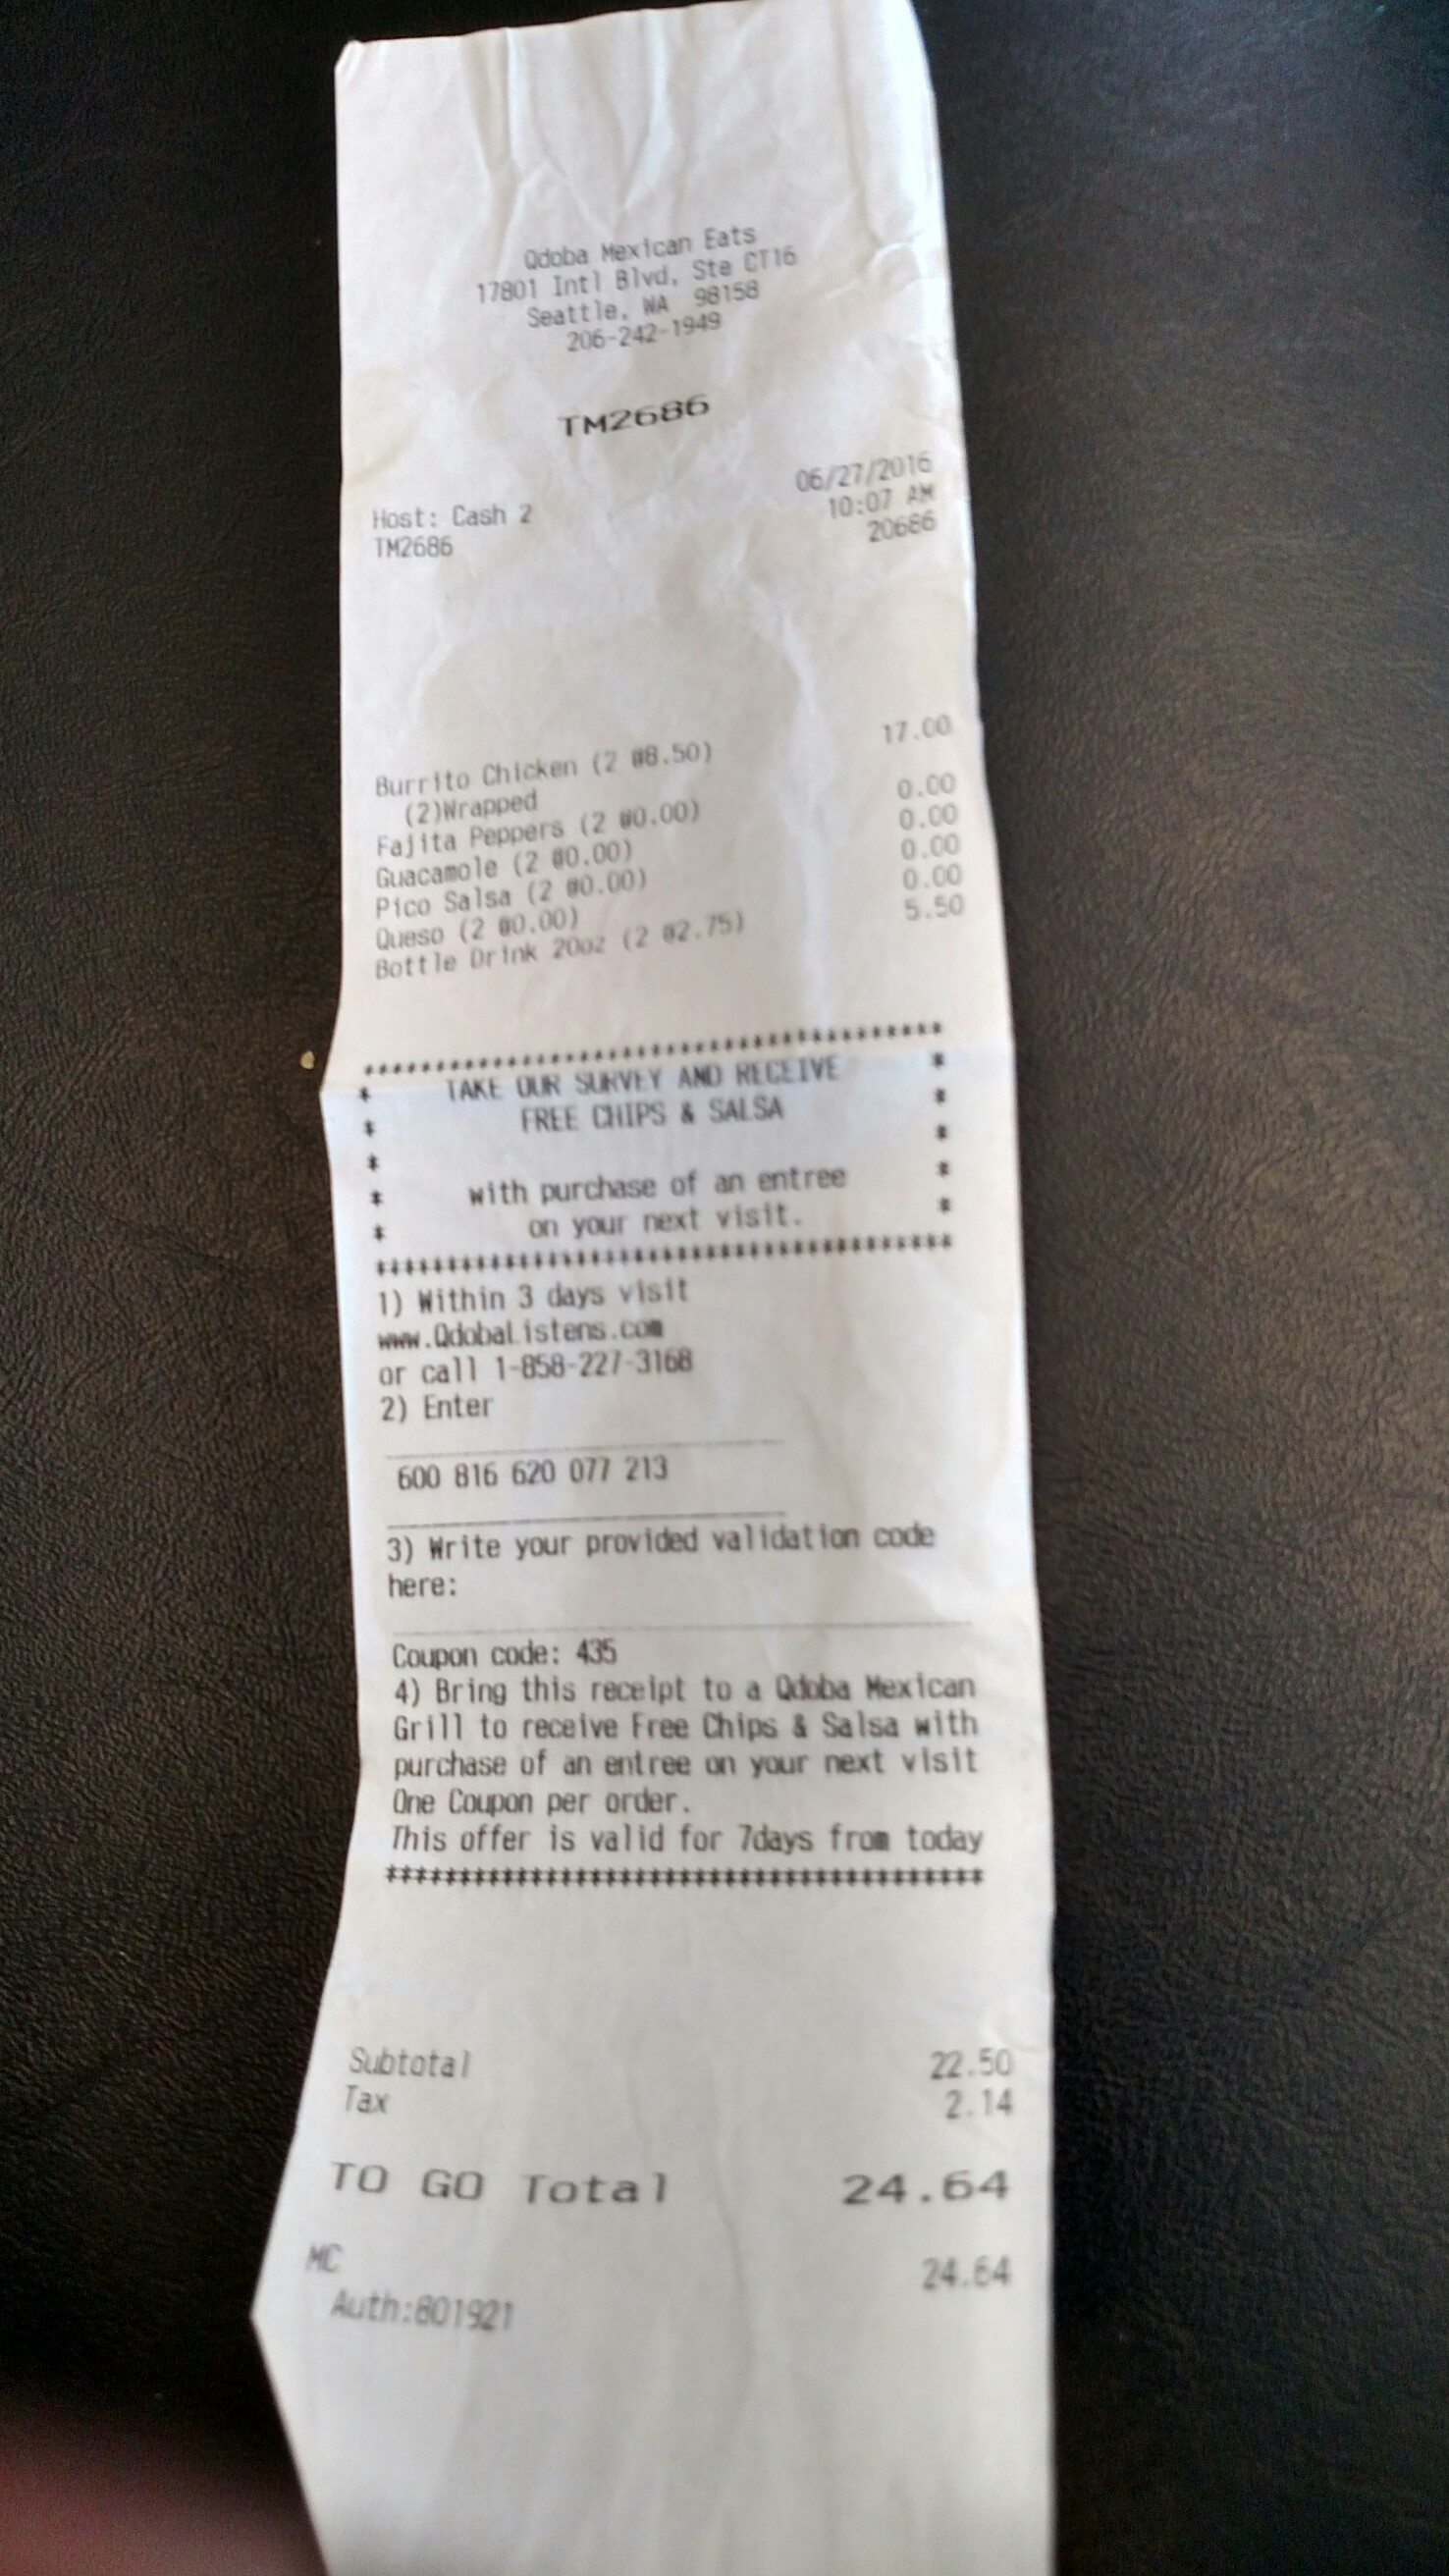 Qdoba Mexican Eats
17801 Intl Blvd, Ste CT16
Seattle, WA 98158
206-242-1949
TM2686
06/27/2016
Host: Cash 2 10:07 AM
TM2686 20686
Burrito Chicken (2 @8.50) 17.00
(2)Wrapped
Fajita Peppers (2 @0.00) 0.00
Guacamole (2 @0.00) 0.00
Pico Salsa (2 @0.00) 0.00
Queso (2 @0.00) 0.00
Bottle Drink 20oz (2 @2.75) 5.50
****************************************
* TAKE OUR SURVEY AND RECEIVE *
* FREE CHIPS & SALSA *
* *
* with purchase of an entree *
* on your next visit. *
****************************************
1) Within 3 days visit
www.QdobaListens.com
or call 1-858-227-3168
2) Enter
600 816 620 077 213
3) Write your provided validation code
here:
Coupon code: 435
4) Bring this receipt to a Qdoba Mexican
Grill to receive Free Chips & Salsa with
purchase of an entree on your next visit
One Coupon per order.
This offer is valid for 7days from today
****************************************
Subtotal 22.50
Tax 2.14
TO GO Total 24.64
MC 24.64
Auth:801921